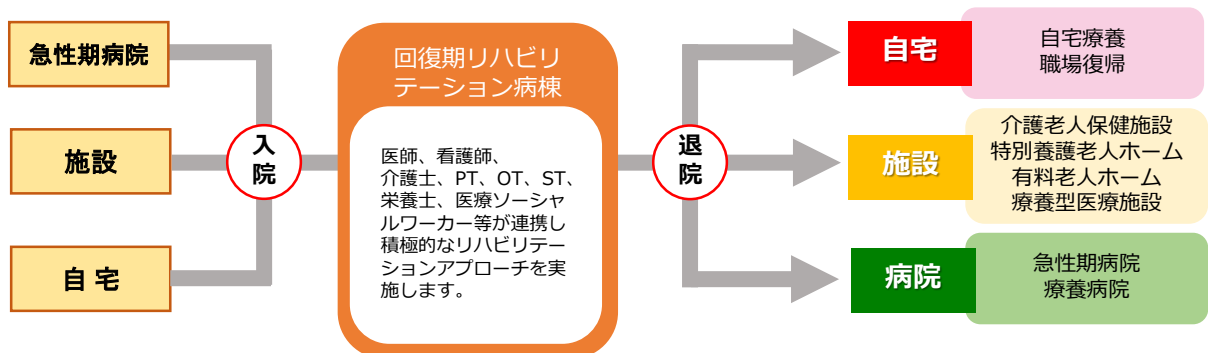 急性期病院
施設
自 宅
入
院
回復期リハビリ
テーション病棟
医師、看護師、
介護士、PT、OT、ST、
栄養士、医療ソーシャ
ルワーカー等が連携し
積極的なリハビリテー
ションアプローチを実
施します。
退
院
自宅
自宅療養
職場復帰
施設
介護老人保健施設
特別養護老人ホーム
有料老人ホーム
療養型医療施設
病院
急性期病院
療養病院